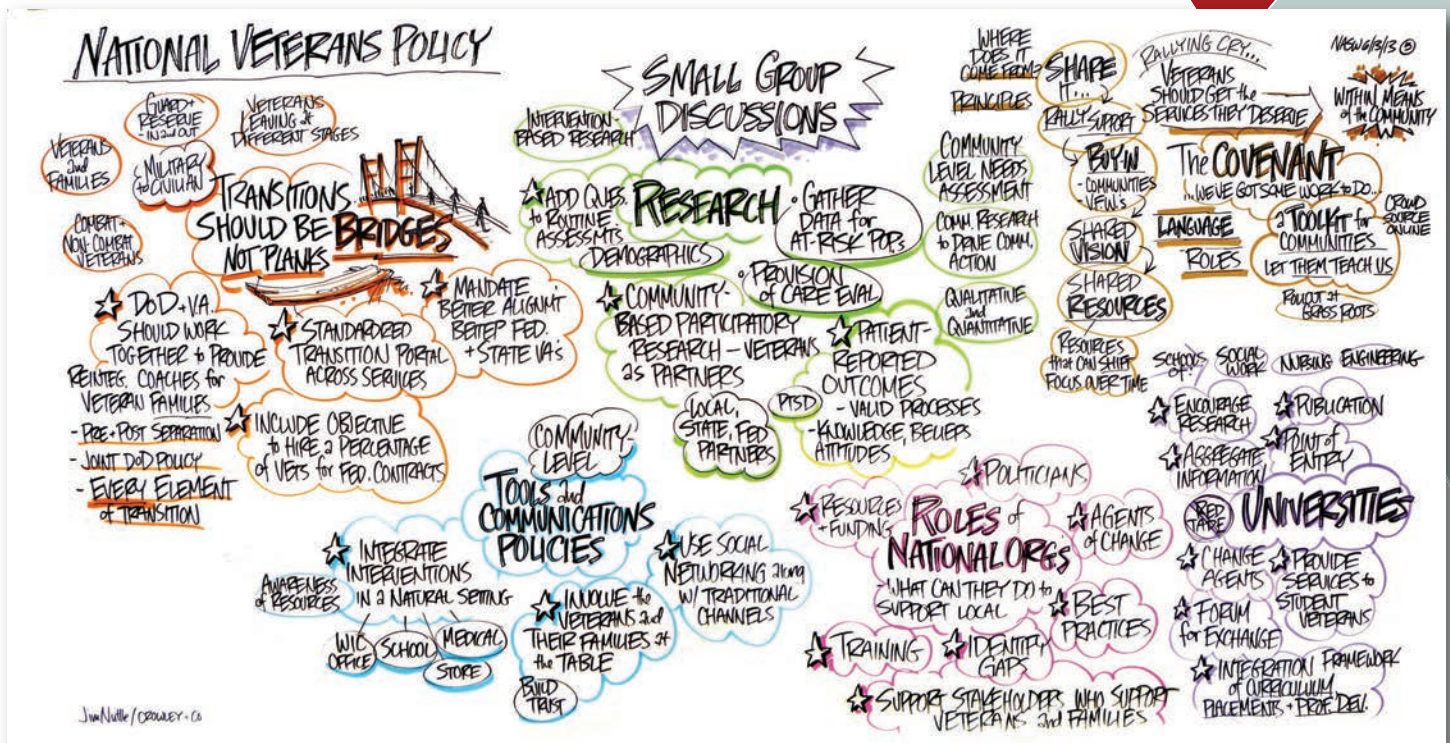 NATIONAL VETERANS POLICY
GUARD +
RESERVE
- IN and OUT
VETERANS
LEAVING at
DIFFERENT STAGES
VETERANS
and
FAMILIES
MILITARY
to CIVILIAN
COMBAT +
NON-COMBAT
VETERANS
TRANSITIONS
SHOULD BE BRIDGES
NOT PLANKS
DoD + V.A.
SHOULD WORK
TOGETHER to PROVIDE
REINTEG. COACHES for
VETERAN FAMILIES
- PRE + POST SEPARATION
- JOINT DoD POLICY
- EVERY ELEMENT
of TRANSITION
STANDARDIZED
TRANSITION PORTAL
ACROSS SERVICES
MANDATE
BETTER ALIGNM'T
BETTER FED.
+ STATE VA's
INCLUDE OBJECTIVE
to HIRE a PERCENTAGE
of VETS for FED. CONTRACTS
SMALL GROUP
DISCUSSIONS
INTERVENTION-
BASED RESEARCH
ADD QUES.
to ROUTINE
ASSESSMTS
RESEARCH
DEMOGRAPHICS
• GATHER
DATA for
AT-RISK POPs
• PROVISION
of CARE EVAL
COMMUNITY-
BASED PARTICIPATORY
RESEARCH – VETERANS
as PARTNERS
LOCAL,
STATE, FED
PARTNERS
PATIENT-
REPORTED
OUTCOMES
- VALID PROCESSES
- KNOWLEDGE, BELIEFS
ATTITUDES
PTSD
COMMUNITY
LEVEL NEEDS
ASSESSMENT
COMM. RESEARCH
to DRIVE COMM.
ACTION
QUALITATIVE
and
QUANTITATIVE
WHERE
DOES IT
COME FROM?
PRINCIPLES
SHARE
IT...
RALLY SUPPORT
BUY-IN
- COMMUNITIES
- VFW's
SHARED
VISION
SHARED
RESOURCES
RESOURCES
that CAN SHIFT
FOCUS OVER TIME
RALLYING CRY...
VETERANS
SHOULD GET the
SERVICES THEY DESERVE
NASW 6/13/13 ③
WITHIN MEANS
of the COMMUNITY
The COVENANT
...WE'VE GOT SOME WORK to DO...
LANGUAGE
ROLES
a TOOLKIT for
COMMUNITIES
LET THEM TEACH US
CROWD
SOURCE
ONLINE
ROLLOUT at
GRASS ROOTS
COMMUNITY-
LEVEL
TOOLS and
COMMUNICATIONS
POLICIES
INTEGRATE
INTERVENTIONS
IN a NATURAL SETTING
AWARENESS
of RESOURCES
WIC
OFFICE
SCHOOL
MEDICAL
STORE
INVOLVE the
VETERANS and
THEIR FAMILIES at
the TABLE
BUILD
TRUST
USE SOCIAL
NETWORKING along
W/ TRADITIONAL
CHANNELS
POLITICIANS
RESOURCES
+ FUNDING
ROLES of
NATIONAL ORG's
- WHAT CAN THEY DO to
SUPPORT LOCAL
AGENTS
of CHANGE
BEST
PRACTICES
TRAINING
IDENTIFY
GAPS
SUPPORT STAKEHOLDERS WHO SUPPORT
VETERANS and FAMILIES
SCHOOLS
of:
SOCIAL
WORK
NURSING
ENGINEERING
ENCOURAGE
RESEARCH
PUBLICATION
AGGREGATE
INFORMATION
POINT of
ENTRY
RED
TAPE
UNIVERSITIES
CHANGE
AGENTS
PROVIDE
SERVICES to
STUDENT
VETERANS
FORUM
for EXCHANGE
INTEGRATION FRAMEWORK
of CURRICULUM
PLACEMENTS + PROF. DEV.
Jim Nuttle / CROWLEY + CO